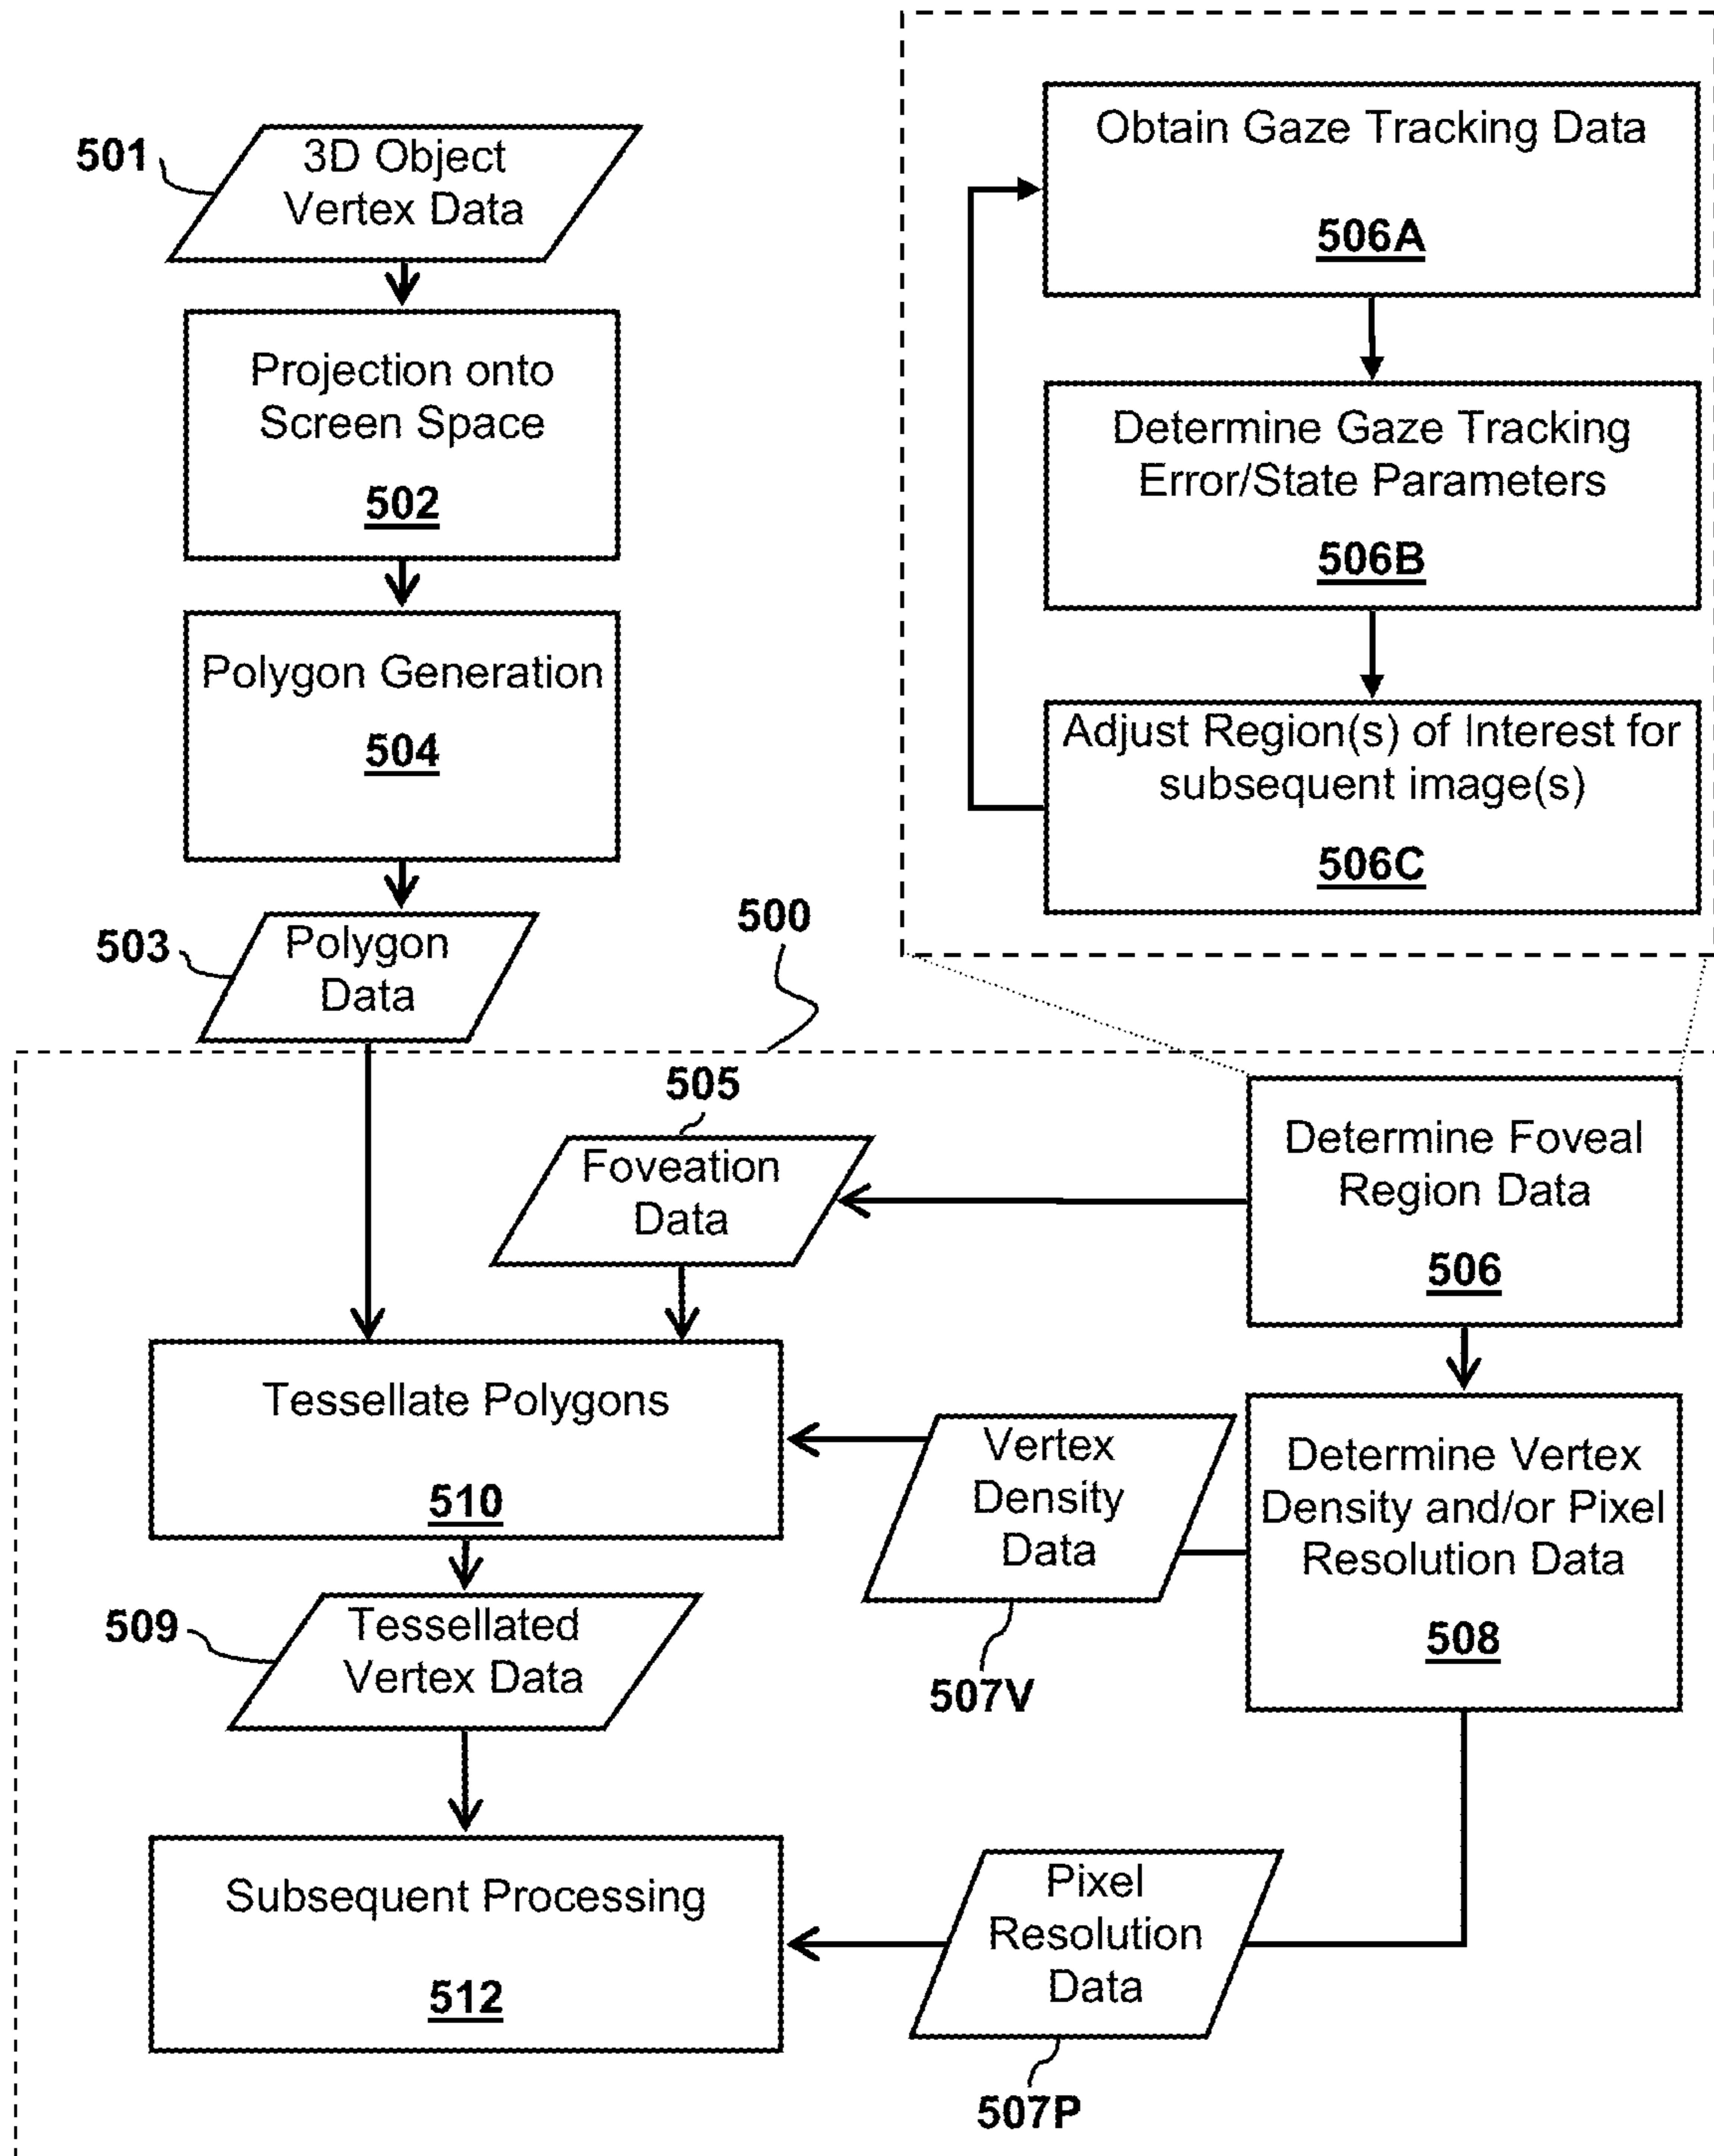 501
3D Object
Vertex Data
Projection onto
Screen Space
502
Polygon Generation
504
503
Polygon
Data
Obtain Gaze Tracking Data
506A
Determine Gaze Tracking
Error/State Parameters
506B
Adjust Region(s) of Interest for
subsequent image(s)
506C
500
505
Foveation
Data
Determine Foveal
Region Data
506
Tessellate Polygons
510
Vertex
Density
Data
507V
Determine Vertex
Density and/or Pixel
Resolution Data
508
509
Tessellated
Vertex Data
Subsequent Processing
512
Pixel
Resolution
Data
507P